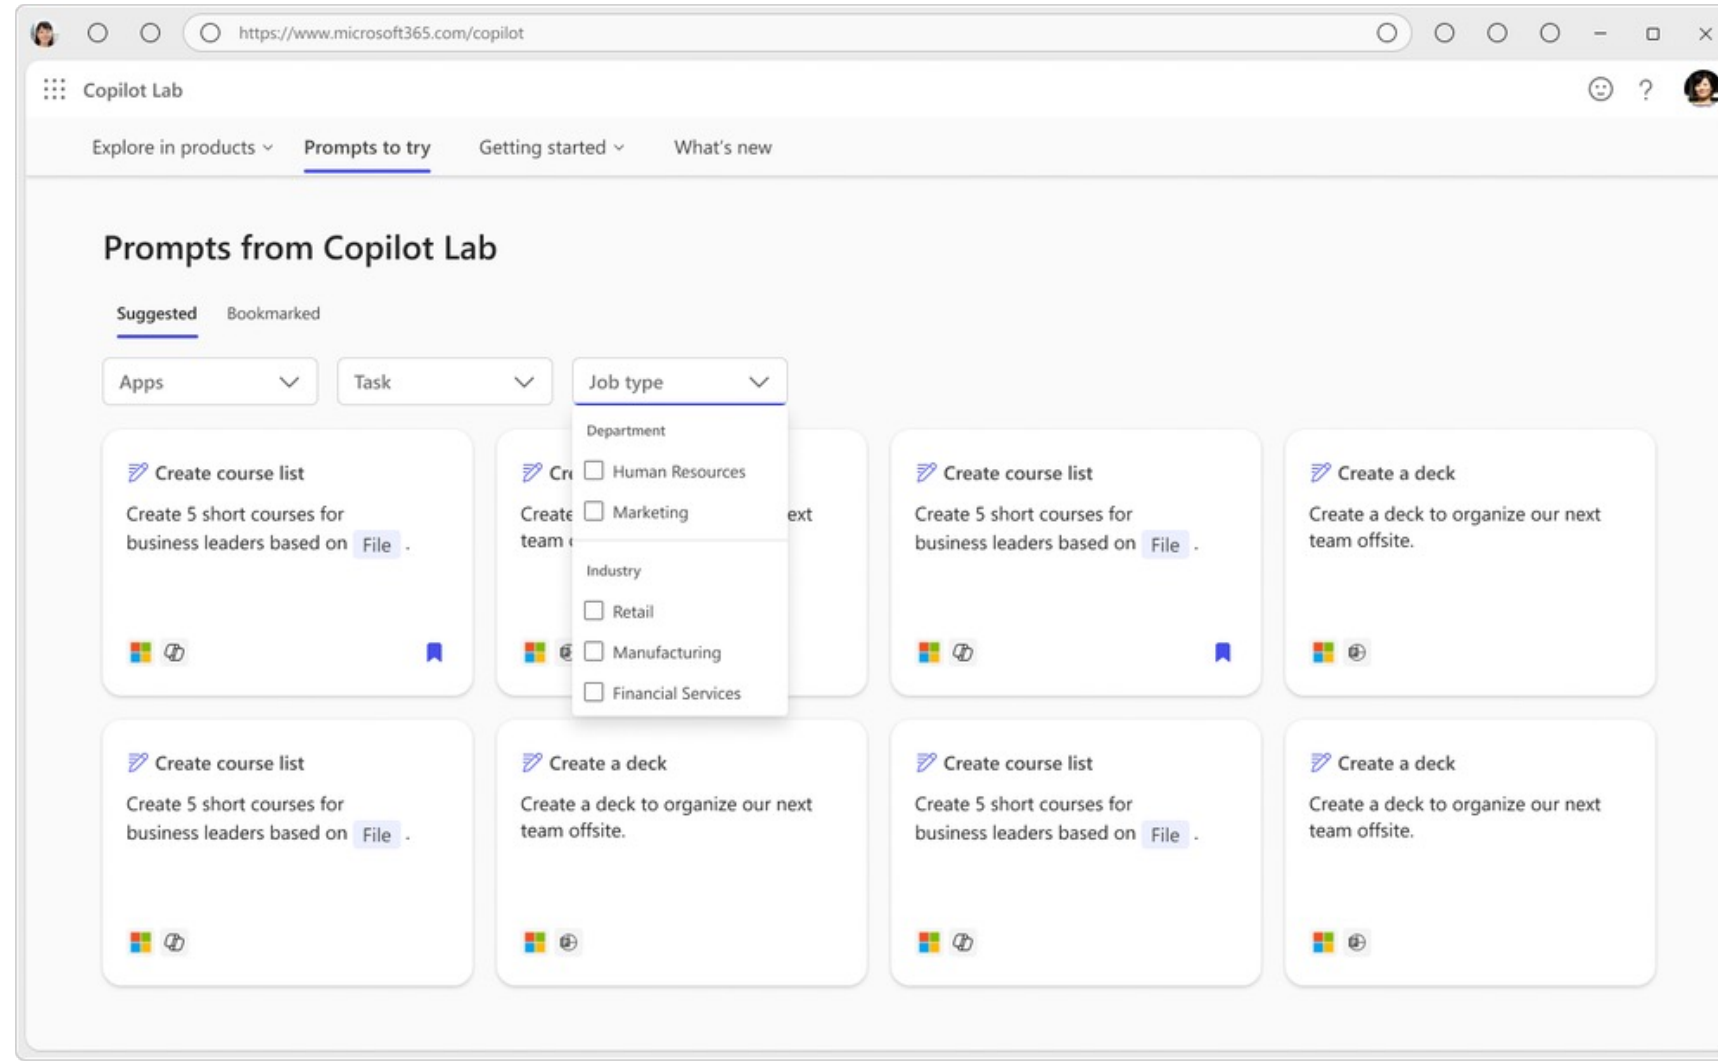 https://www.microsoft365.com/copilot
Copilot Lab
?
Explore in products
Prompts to try
Getting started
What's new
Prompts from Copilot Lab
Suggested
Bookmarked
Apps
Task
Job type
Department
Human Resources
Marketing
Industry
Retail
Manufacturing
Financial Services
Create course list
Create 5 short courses for
business leaders based on File .
Create
ext
team
Create course list
Create 5 short courses for
business leaders based on File .
Create a deck
Create a deck to organize our next
team offsite.
Create course list
Create 5 short courses for
business leaders based on File .
Create a deck
Create a deck to organize our next
team offsite.
Create course list
Create 5 short courses for
business leaders based on File .
Create a deck
Create a deck to organize our next
team offsite.